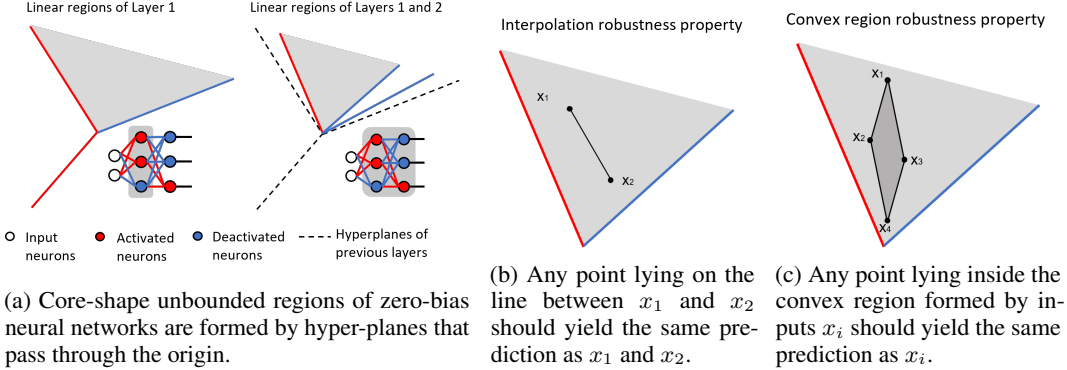 Linear regions of Layer 1
Linear regions of Layers 1 and 2
Input
neurons
Activated
neurons
Deactivated
neurons
Hyperplanes of
previous layers
(a) Core-shape unbounded regions of zero-bias
neural networks are formed by hyper-planes that
pass through the origin.
Interpolation robustness property
x₁
x₂
(b) Any point lying on the
line between x₁ and x₂
should yield the same pre-
diction as x₁ and x₂.
Convex region robustness property
x₁
x₂
x₃
x₄
(c) Any point lying inside the
convex region formed by in-
puts xᵢ should yield the same
prediction as xᵢ.